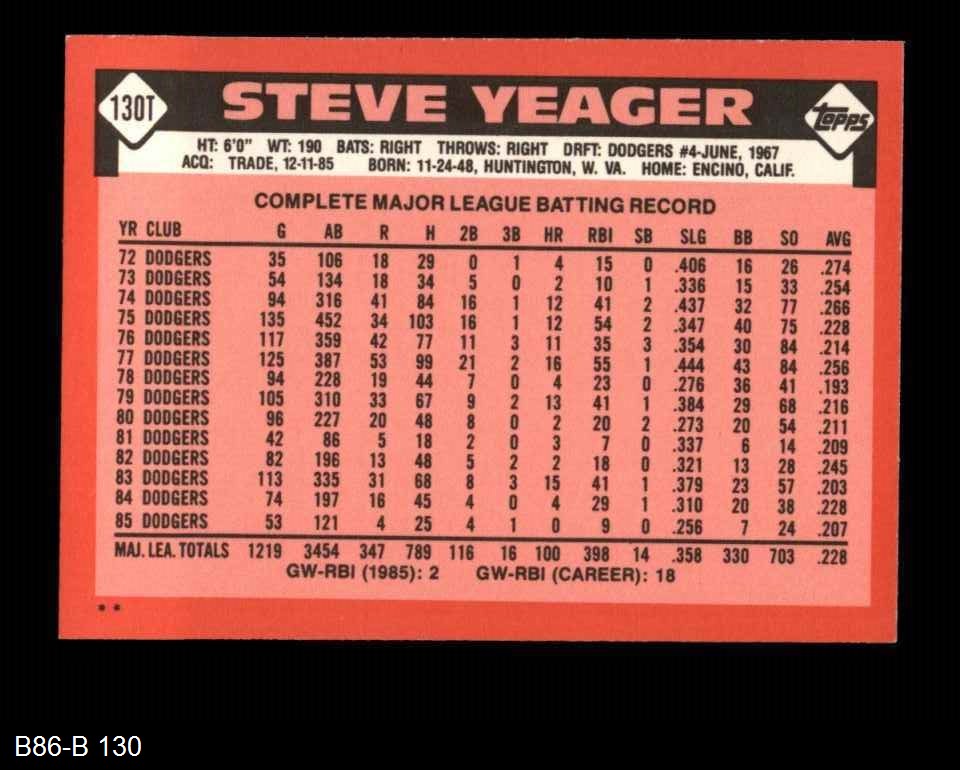 130T
STEVE YEAGER
Topps
HT: 6'0" WT: 190 BATS: RIGHT THROWS: RIGHT DRFT: DODGERS #4-JUNE, 1967
ACQ: TRADE, 12-11-85 BORN: 11-24-48, HUNTINGTON, W. VA. HOME: ENCINO, CALIF.
COMPLETE MAJOR LEAGUE BATTING RECORD
YR CLUB G AB R H 2B 3B HR RBI SB SLG BB SO AVG
72 DODGERS 35 106 18 29 0 1 4 15 0 .406 16 26 .274
73 DODGERS 54 134 18 34 5 0 2 10 1 .336 15 33 .254
74 DODGERS 94 316 41 84 16 1 12 41 2 .437 32 77 .266
75 DODGERS 135 452 34 103 16 1 12 54 2 .347 40 75 .228
76 DODGERS 117 359 42 77 11 3 11 35 3 .354 30 84 .214
77 DODGERS 125 387 53 99 21 2 16 55 1 .444 43 84 .256
78 DODGERS 94 228 19 44 7 0 4 23 0 .276 36 41 .193
79 DODGERS 105 310 33 67 9 2 13 41 1 .384 29 68 .216
80 DODGERS 96 227 20 48 8 0 2 20 2 .273 20 54 .211
81 DODGERS 42 86 5 18 2 0 3 7 0 .337 6 14 .209
82 DODGERS 82 196 13 48 5 2 2 18 0 .321 13 28 .245
83 DODGERS 113 335 31 68 8 3 15 41 1 .379 23 57 .203
84 DODGERS 74 197 16 45 4 0 4 29 1 .310 20 38 .228
85 DODGERS 53 121 4 25 4 1 0 9 0 .256 7 24 .207
MAJ. LEA. TOTALS 1219 3454 347 789 116 16 100 398 14 .358 330 703 .228
GW-RBI (1985): 2 GW-RBI (CAREER): 18
**
B86-B 130